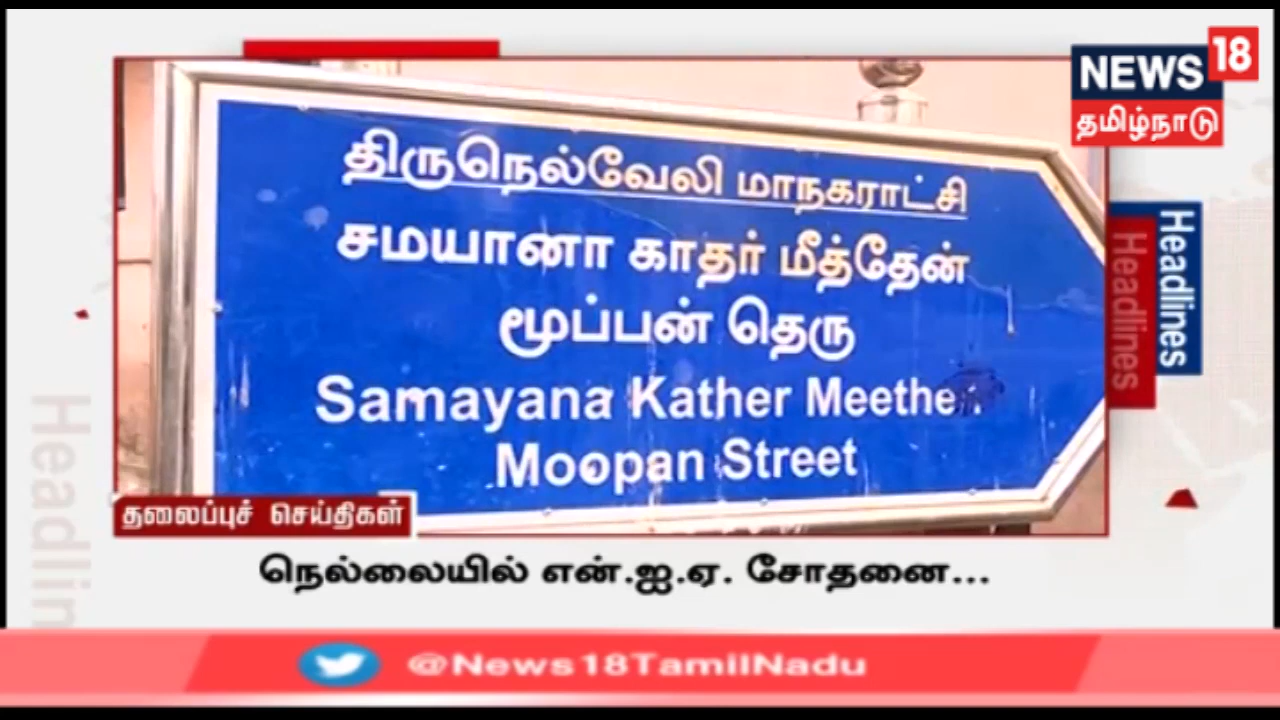 NEWS 18
தமிழ்நாடு
திருநெல்வேலி மாநகராட்சி
சமயானா காதர் மீத்தேன்
மூப்பன் தெரு
Samayana Kather
Moopan Street
Headlines
Headlines
தலைப்புச் செய்திகள்
நெல்லையில் என்.ஐ.ஏ. சோதனை...
@News18TamilNadu